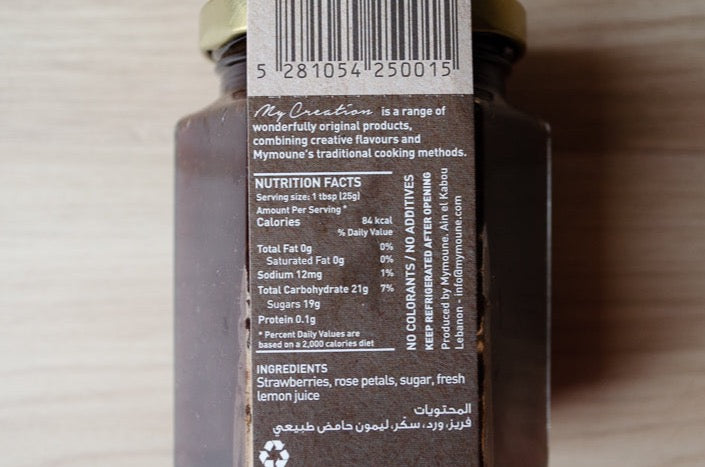 5 281054 250015
My Creation is a range of
wonderfully original products,
combining creative flavours and
Mymoune's traditional cooking methods.
NUTRITION FACTS
Serving size: 1 tbsp (25g)
Amount Per Serving *
Calories 84 kcal
% Daily Value
Total Fat 0g 0%
Saturated Fat 0g 0%
Sodium 12mg 1%
Total Carbohydrate 21g 7%
Sugars 19g
Protein 0.1g
* Percent Daily Values are
based on a 2,000 calories diet
NO COLORANTS / NO ADDITIVES
KEEP REFRIGERATED AFTER OPENING
Produced by Mymoune. Ain el Kabou
Lebanon - info@mymoune.com
INGREDIENTS
Strawberries, rose petals, sugar, fresh
lemon juice
المحتويات
فريز، ورد، سكّر، ليمون حامض طبيعي